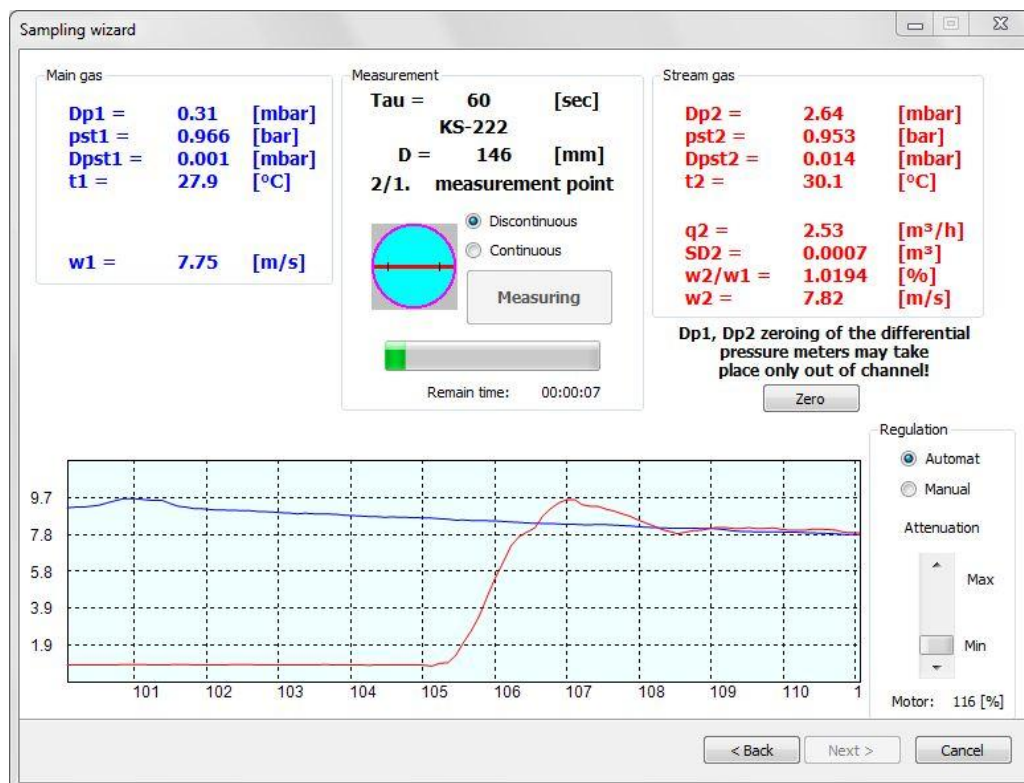 Sampling wizard
Main gas
Dp1 = 0.31 [mbar]
pst1 = 0.966 [bar]
Dpst1 = 0.001 [mbar]
t1 = 27.9 [°C]
w1 = 7.75 [m/s]
Measurement
Tau = 60 [sec]
KS-222
D = 146 [mm]
2/1. measurement point
Discontinuous
Continuous
Measuring
Remain time: 00:00:07
Stream gas
Dp2 = 2.64 [mbar]
pst2 = 0.953 [bar]
Dpst2 = 0.014 [mbar]
t2 = 30.1 [°C]
q2 = 2.53 [m³/h]
SD2 = 0.0007 [m³]
w2/w1 = 1.0194 [%]
w2 = 7.82 [m/s]
Dp1, Dp2 zeroing of the differential
pressure meters may take
place only out of channel!
Zero
9.7
7.8
5.8
3.9
1.9
101 102 103 104 105 106 107 108 109 110 1
Regulation
Automat
Manual
Attenuation
Max
Min
Motor: 116 [%]
< Back Next > Cancel